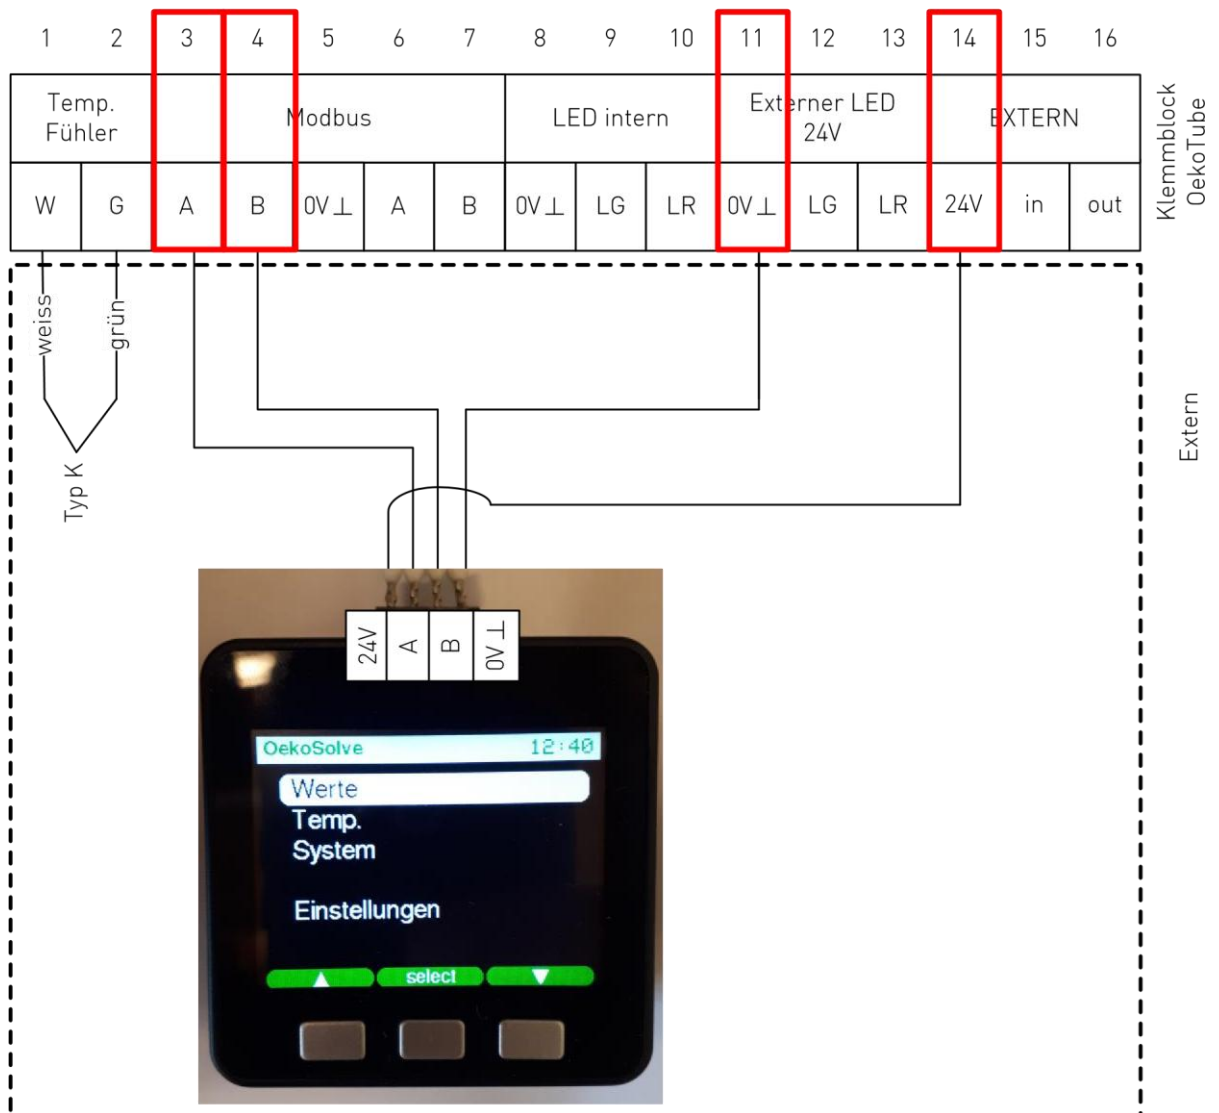 1 2 3 4 5 6 7 8 9 10 11 12 13 14 15 16
Temp. Fühler Modbus LED intern Externer LED 24V EXTERN
W G A B 0V⊥ A B 0V⊥ LG LR 0V⊥ LG LR 24V in out
Klemmblock
OekoTube
weiss
grün
Typ K
Extern
24V A B 0V⊥
OekoSolve 12:40
Werte
Temp.
System
Einstellungen
▲ select ▼